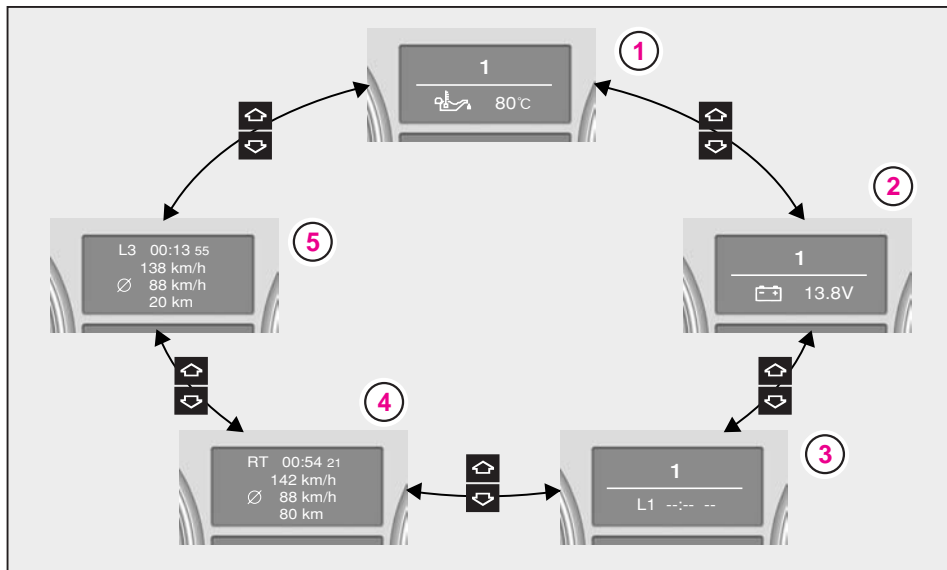 1
80°C
1
2
1
13.8V
3
1
L1 --:-- --
4
RT 00:54 21
142 km/h
Ø 88 km/h
80 km
5
L3 00:13 55
138 km/h
Ø 88 km/h
20 km